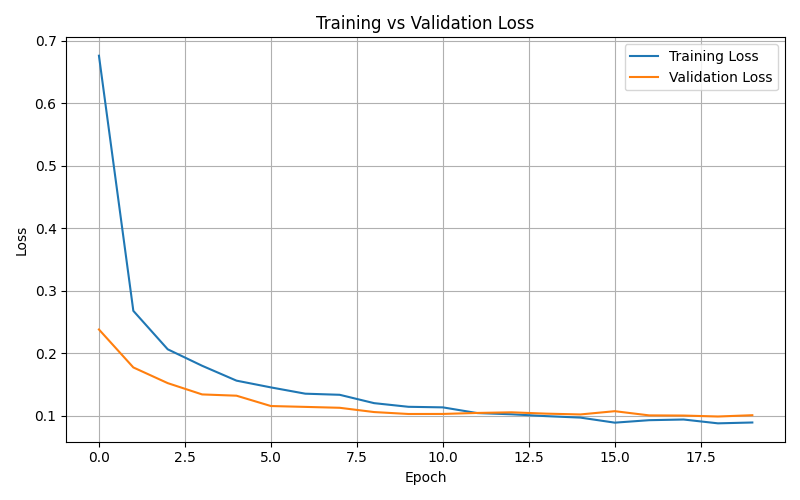 Training vs Validation Loss
Training Loss
Validation Loss
0.7
0.6
0.5
0.4
0.3
0.2
0.1
Loss
0.0 2.5 5.0 7.5 10.0 12.5 15.0 17.5
Epoch